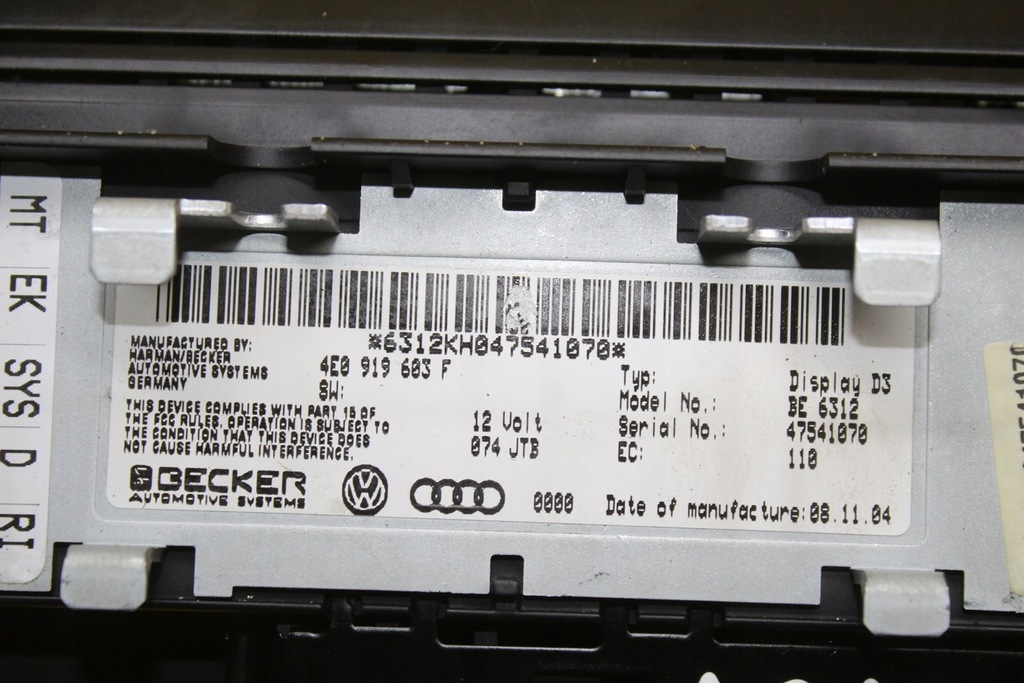 MT EK SYS D RI
*6312KH047541070*
MANUFACTURED BY:
HARMAN/BECKER
AUTOMOTIVE SYSTEMS
GERMANY
4E0 919 603 F
SW:
THIS DEVICE COMPLIES WITH PART 15 OF
THE FCC RULES. OPERATION IS SUBJECT TO
THE CONDITION THAT THIS DEVICE DOES
NOT CAUSE HARMFUL INTERFERENCE.
12 Volt
074 JTB
Typ: Display D3
Model No.: BE 6312
Serial No.: 47541070
EC: 110
BECKER
AUTOMOTIVE SYSTEMS
0000
Date of manufacture:08.11.04